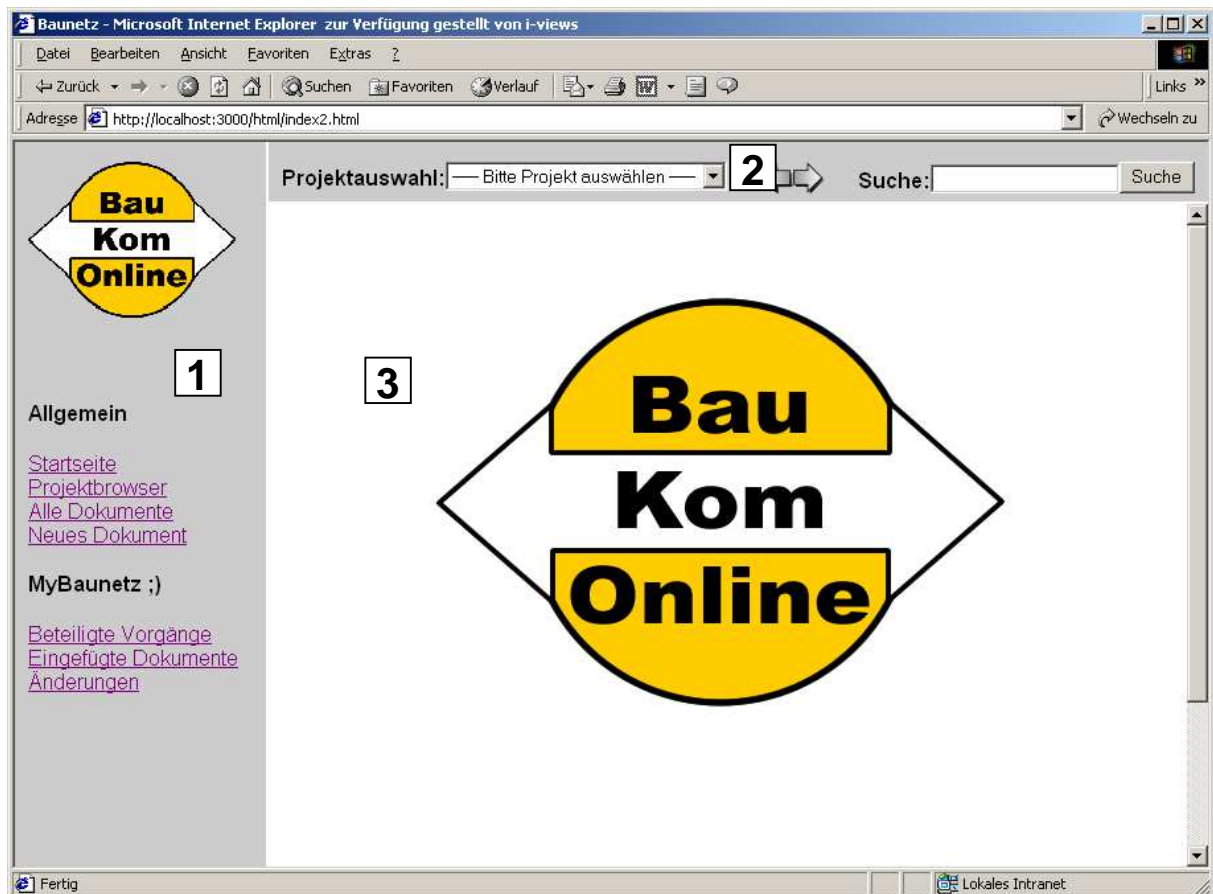 Baunetz - Microsoft Internet Explorer zur Verfügung gestellt von i-views
Datei Bearbeiten Ansicht Favoriten Extras ?
Zurück Suchen Favoriten Verlauf Links »
Adresse http://localhost:3000/html/index2.html Wechseln zu
Projektauswahl: ── Bitte Projekt auswählen ── 2 Suche: Suche
Bau
Kom
Online
1
Allgemein
Startseite
Projektbrowser
Alle Dokumente
Neues Dokument
MyBaunetz ;)
Beteiligte Vorgänge
Eingefügte Dokumente
Änderungen
3
Bau
Kom
Online
Fertig Lokales Intranet